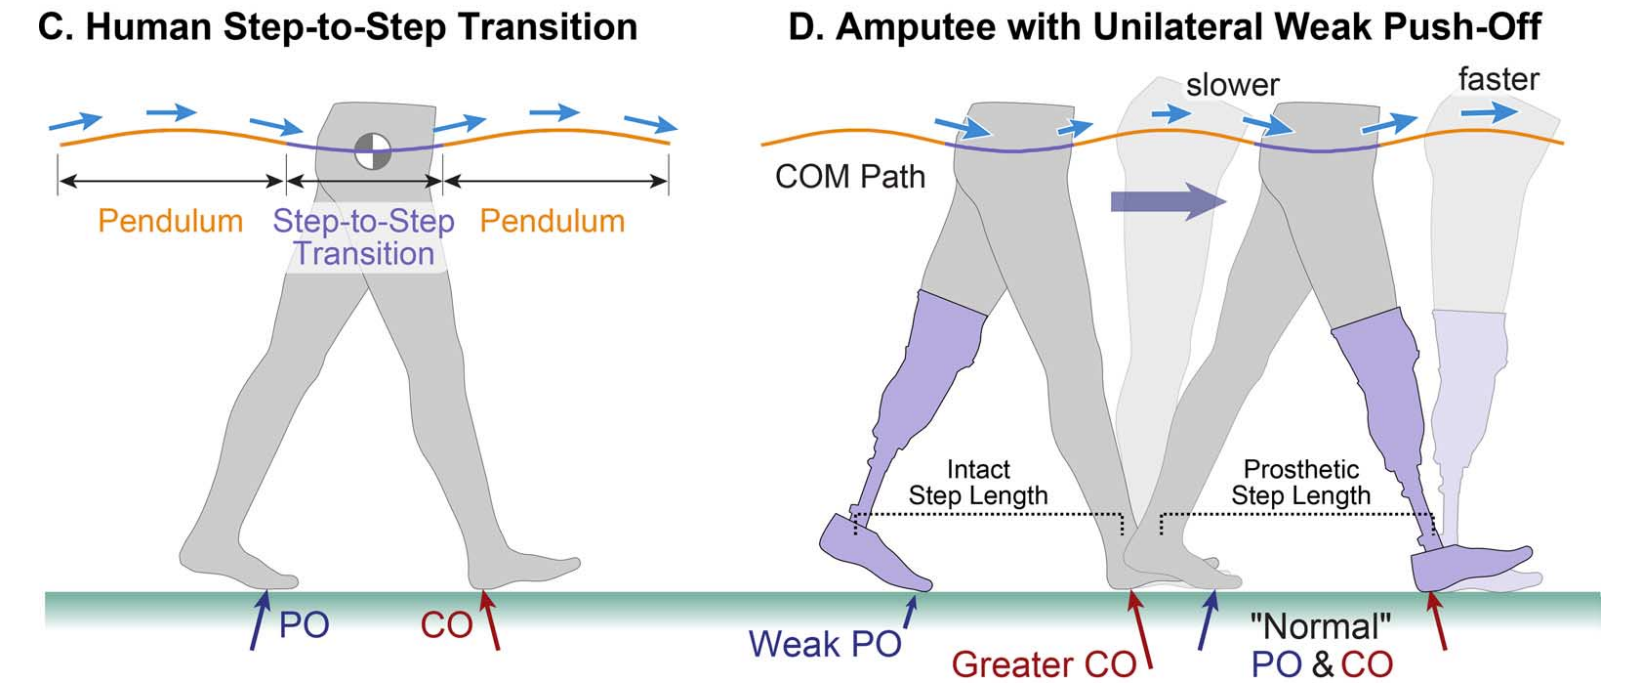 C. Human Step-to-Step Transition
Pendulum
Step-to-Step
Transition
Pendulum
PO
CO
D. Amputee with Unilateral Weak Push-Off
slower
faster
COM Path
Intact
Step Length
Prosthetic
Step Length
Weak PO
Greater CO
"Normal"
PO & CO